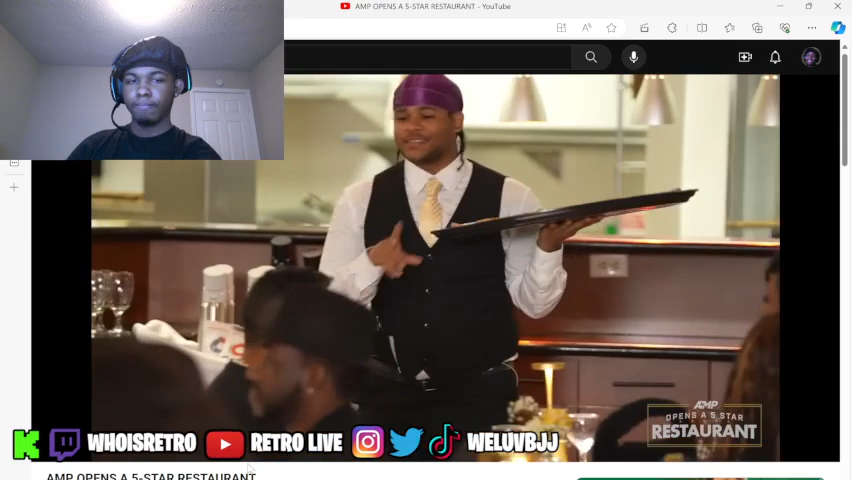 AMP OPENS A 5-STAR RESTAURANT - YouTube
AMP
OPENS A 5 STAR
RESTAURANT
WHOISRETRO
RETRO LIVE
WELUVBJJ
AMP OPENS A 5-STAR RESTAURANT